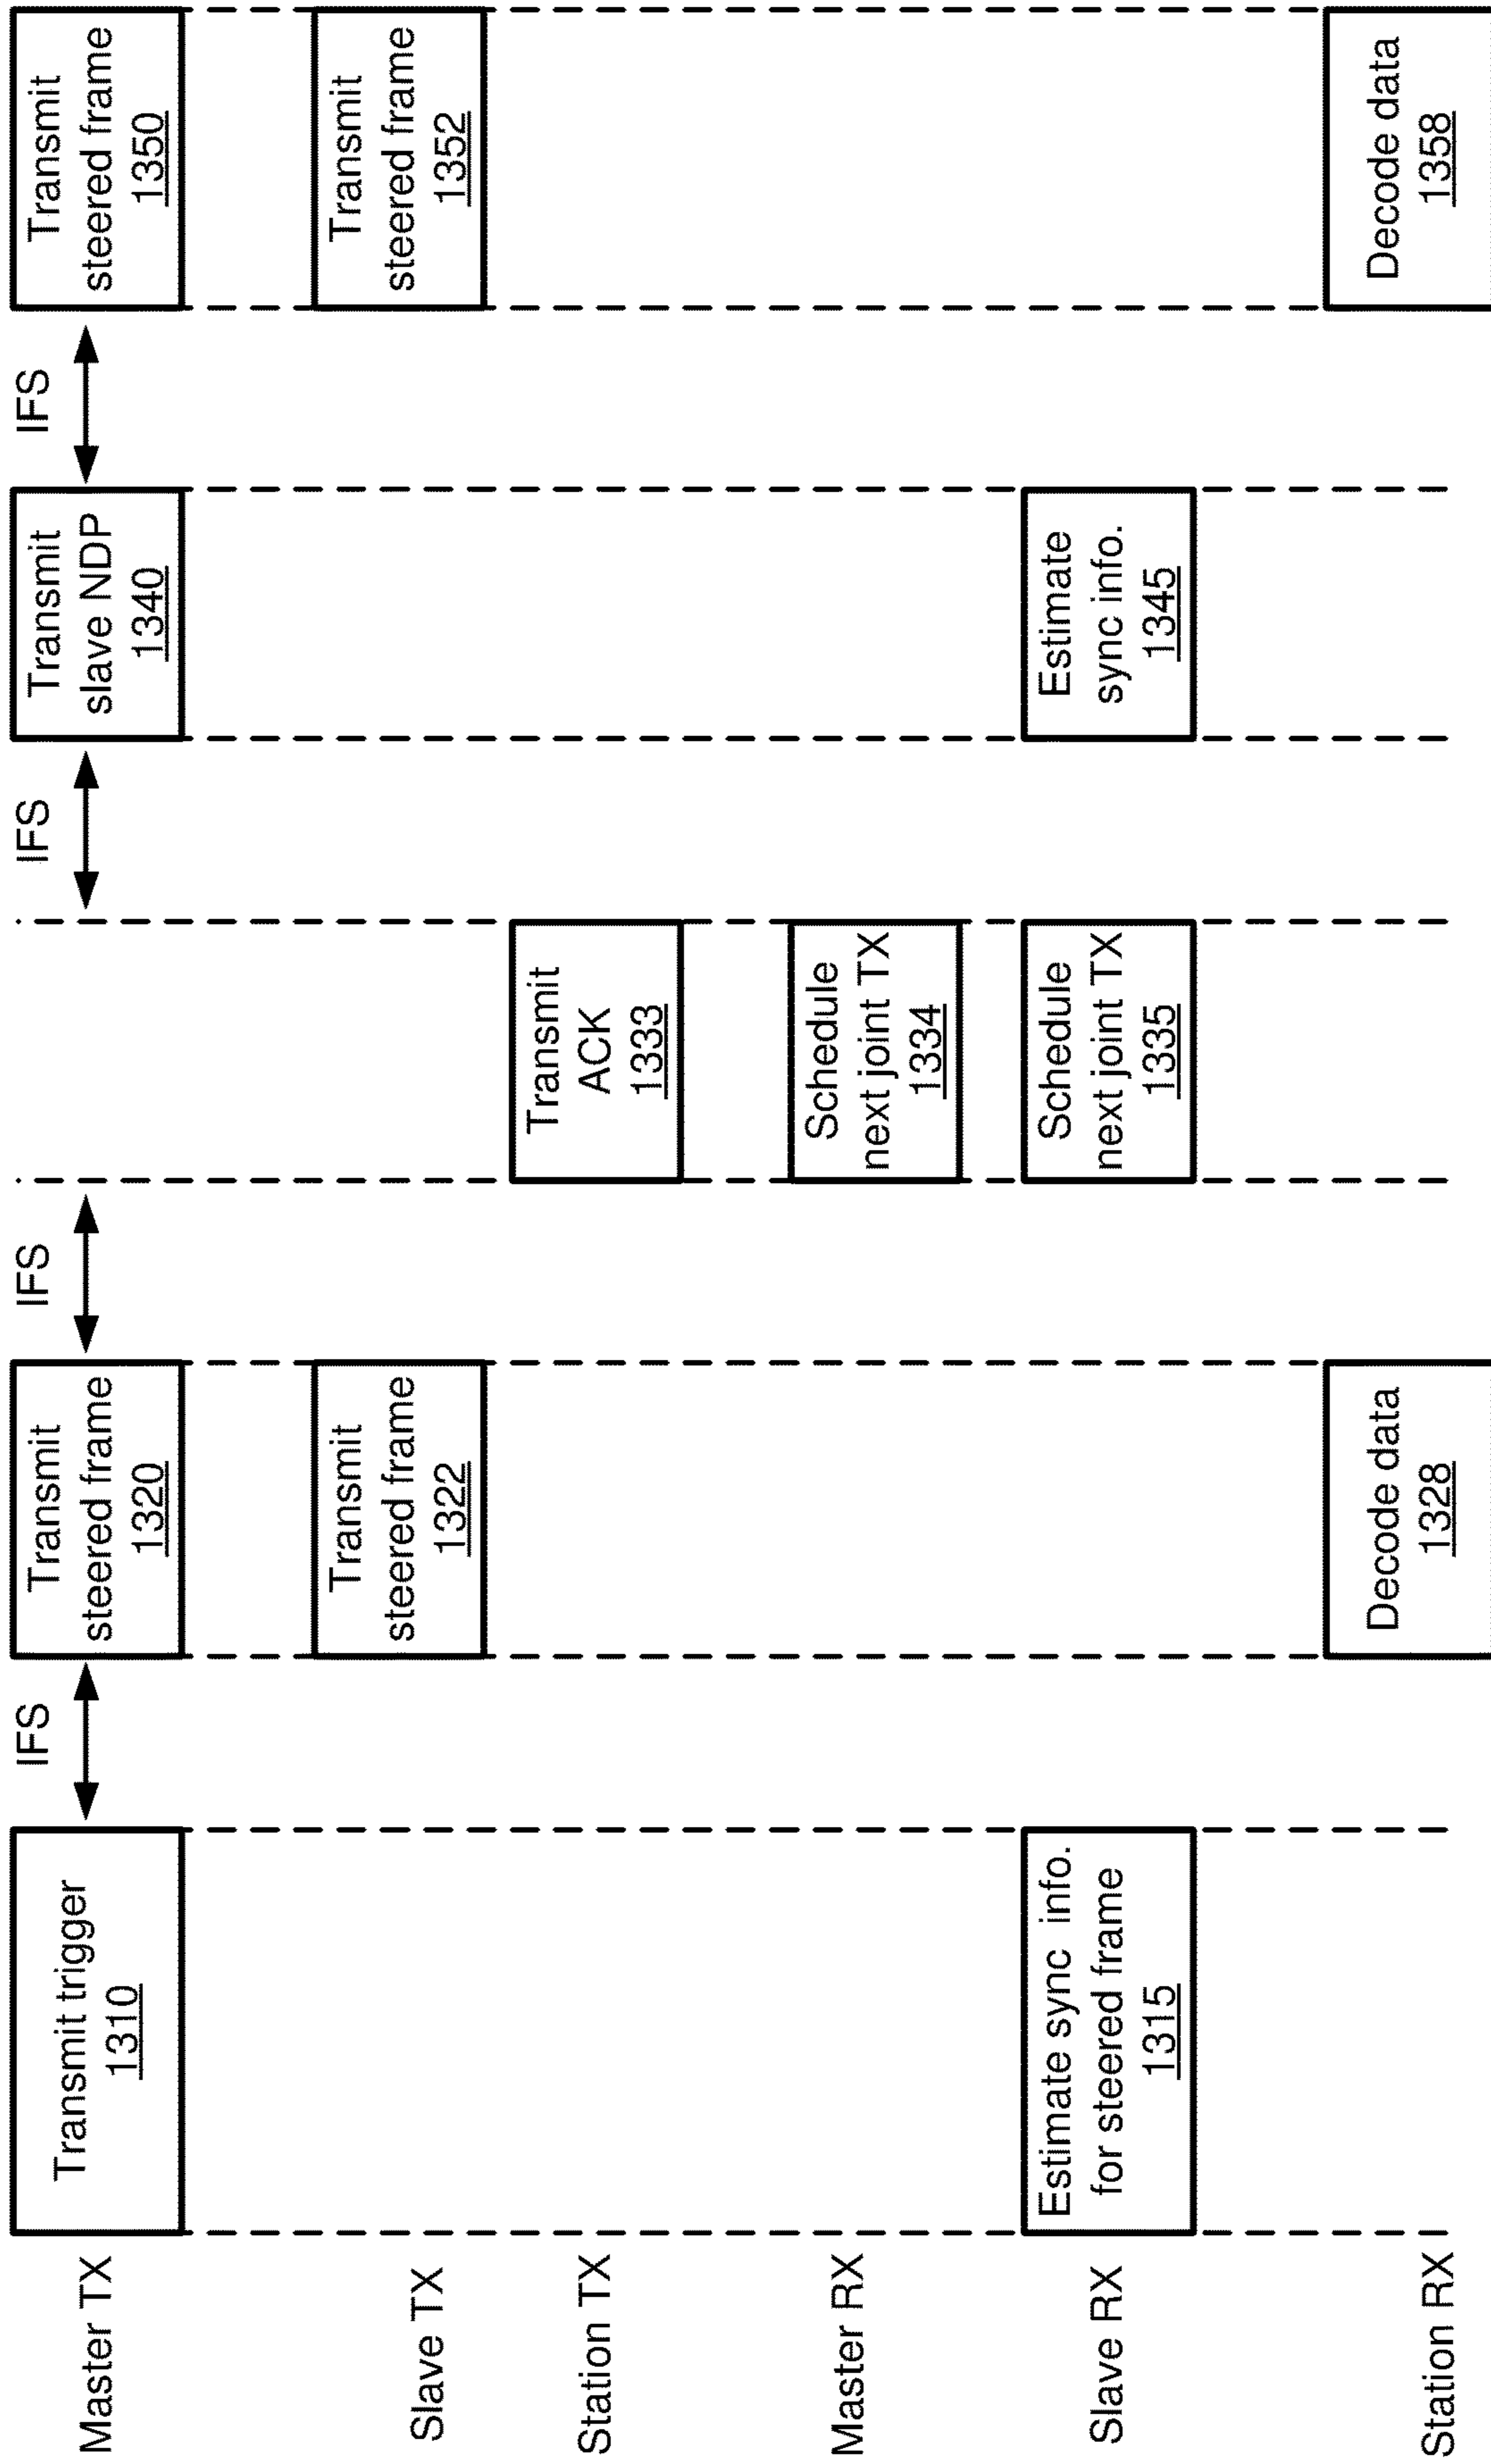 Master TX
Transmit trigger
1310
IFS
Transmit
steered frame
1320
IFS
IFS
Transmit
slave NDP
1340
IFS
Transmit
steered frame
1350
Slave TX
Transmit
steered frame
1322
Transmit
steered frame
1352
Station TX
Transmit
ACK
1333
Master RX
Schedule
next joint TX
1334
Slave RX
Estimate sync info.
for steered frame
1315
Schedule
next joint TX
1335
Estimate
sync info.
1345
Station RX
Decode data
1328
Decode data
1358